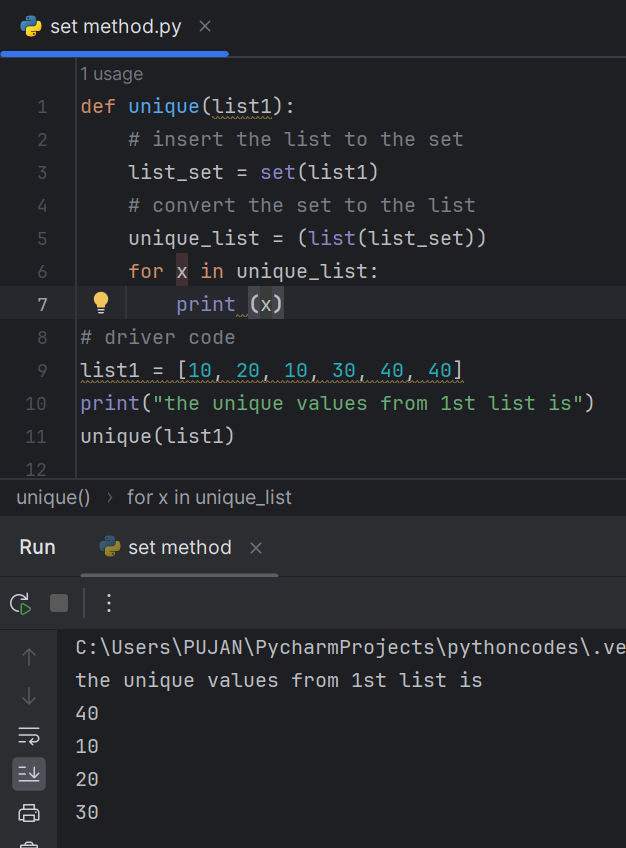 set method.py
1 usage
1 def unique(list1):
2 # insert the list to the set
3 list_set = set(list1)
4 # convert the set to the list
5 unique_list = (list(list_set))
6 for x in unique_list:
7 print (x)
8 # driver code
9 list1 = [10, 20, 10, 30, 40, 40]
10 print("the unique values from 1st list is")
11 unique(list1)
12
unique() › for x in unique_list
Run set method
C:\Users\PUJAN\PycharmProjects\pythoncodes\.ve
the unique values from 1st list is
40
10
20
30